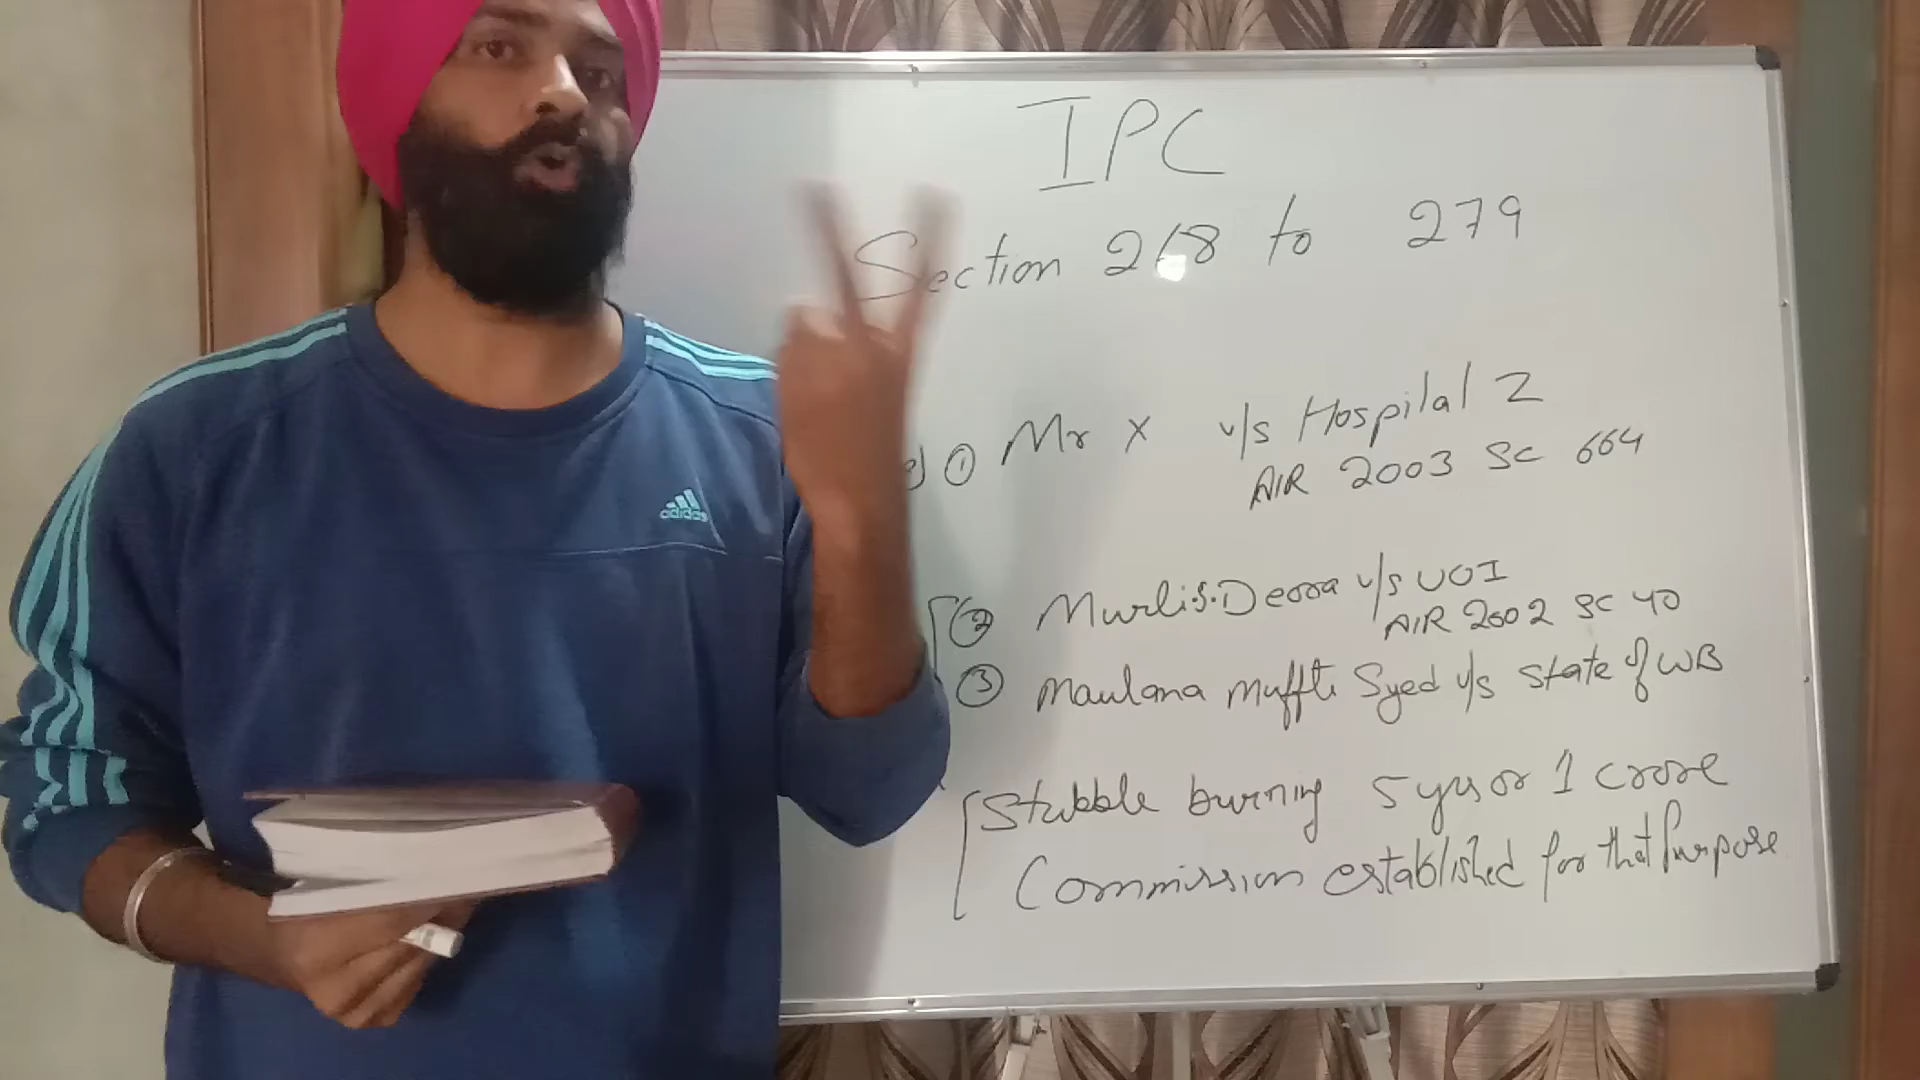 IPC
Section 268 to 279
① Mr X v/s Hospital Z
AIR 2003 SC 664
② Murli.S.Deora v/s UOI
AIR 2002 SC 40
③ Maulana Muffti Syed v/s State of WB
Stubble burning 5 yrs or 1 crore
Commission established for that Purpose
adidas